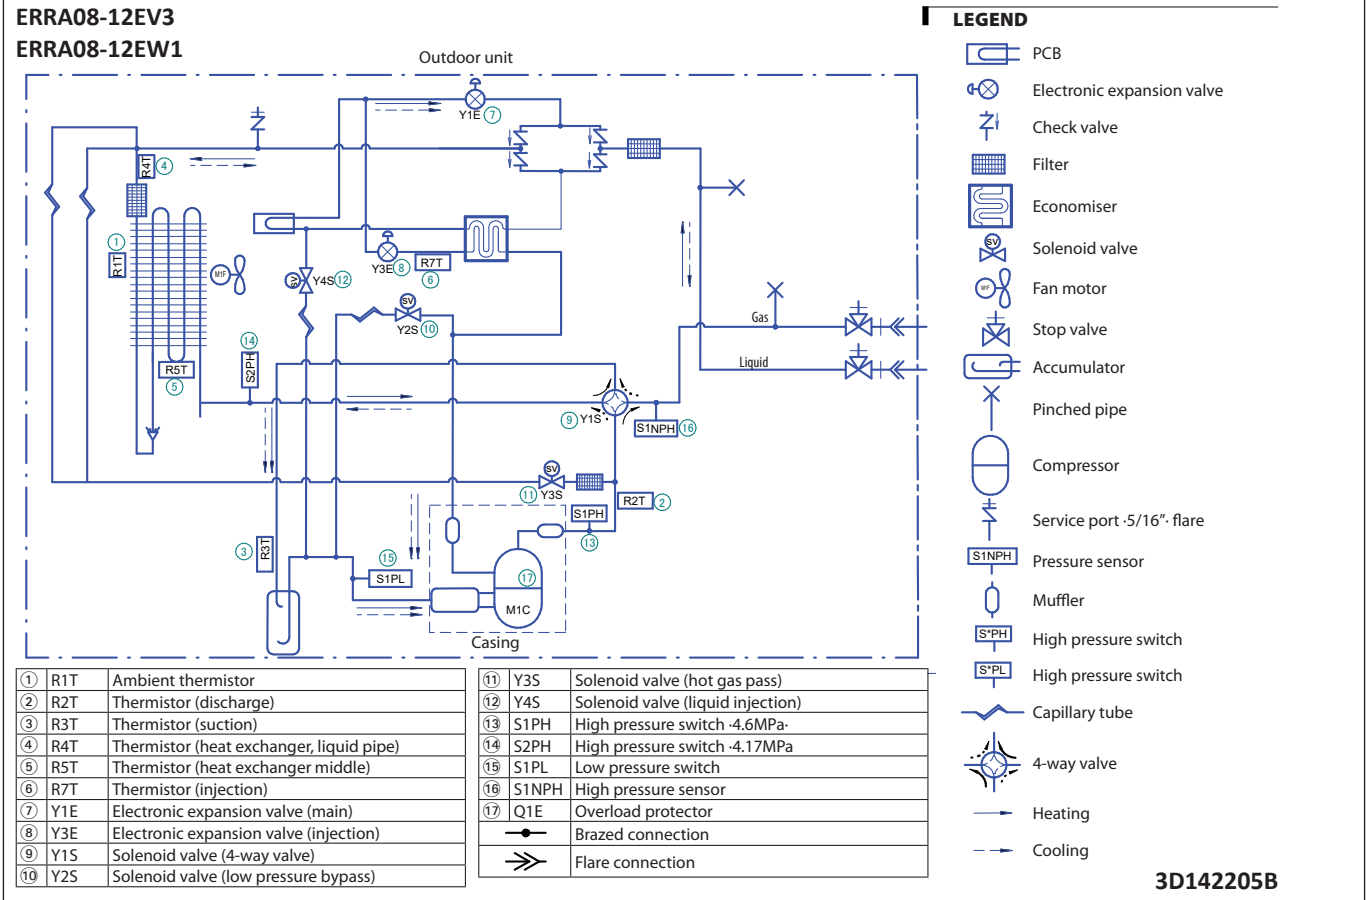 ERRA08-12EV3
ERRA08-12EW1
Outdoor unit
Y1E 7
R4T 4
1
R1T
M1F
Y3E 8
R7T
6
SV
Y4S 12
SV
Y2S 10
14
S2PH
R5T
5
Gas
Liquid
9 Y1S
S1NPH 16
SV
11 Y3S
R2T 2
S1PH
13
3 R3T
15
S1PL
17
M1C
Casing
1 R1T Ambient thermistor
2 R2T Thermistor (discharge)
3 R3T Thermistor (suction)
4 R4T Thermistor (heat exchanger, liquid pipe)
5 R5T Thermistor (heat exchanger middle)
6 R7T Thermistor (injection)
7 Y1E Electronic expansion valve (main)
8 Y3E Electronic expansion valve (injection)
9 Y1S Solenoid valve (4-way valve)
10 Y2S Solenoid valve (low pressure bypass)
11 Y3S Solenoid valve (hot gas pass)
12 Y4S Solenoid valve (liquid injection)
13 S1PH High pressure switch ·4.6MPa·
14 S2PH High pressure switch ·4.17MPa
15 S1PL Low pressure switch
16 S1NPH High pressure sensor
17 Q1E Overload protector
Brazed connection
Flare connection
LEGEND
PCB
Electronic expansion valve
Check valve
Filter
Economiser
SV Solenoid valve
M1F Fan motor
Stop valve
Accumulator
Pinched pipe
Compressor
Service port ·5/16”· flare
S1NPH Pressure sensor
Muffler
S*PH High pressure switch
S*PL High pressure switch
Capillary tube
4-way valve
Heating
Cooling
3D142205B